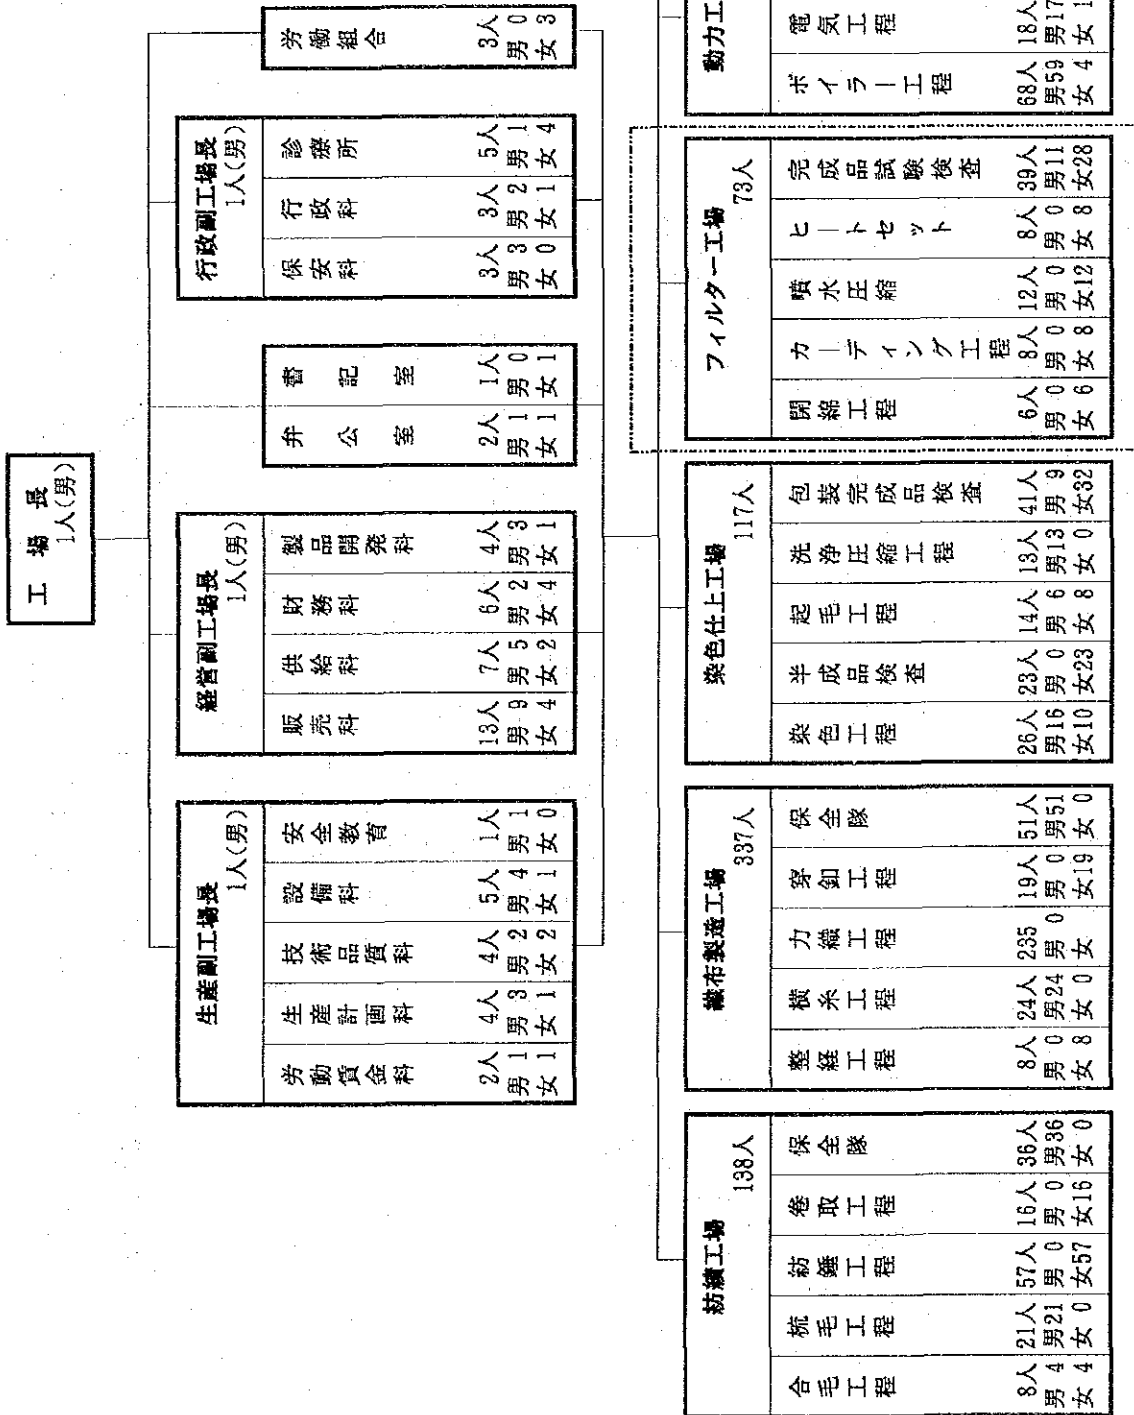 工場長
1人(男)
生産副工場長
1人(男)
労動賃金科
2人
男 1
女 1
生産計画科
4人
男 3
女 1
技術品質科
4人
男 2
女 2
設備科
5人
男 4
女 1
安全教育
1人
男 1
女 0
経営副工場長
1人(男)
販売科
13人
男 9
女 4
供給科
7人
男 5
女 2
財務科
6人
男 2
女 4
製品開発科
4人
男 3
女 1
弁公室
2人
男 1
女 1
書記室
1人
男 0
女 1
行政副工場長
1人(男)
保安科
3人
男 3
女 0
行政科
3人
男 2
女 1
診療所
5人
男 1
女 4
労働組合
3人
男 0
女 3
紡績工場
138人
合毛工程
8人
男 4
女 4
梳毛工程
21人
男21
女 0
紡錘工程
57人
男 0
女57
巻取工程
16人
男 0
女16
保全隊
36人
男36
女 0
織布製造工場
337人
整経工程
8人
男 0
女 8
横糸工程
24人
男24
女 0
力織工程
235
男 0
女
穿釦工程
19人
男 0
女19
保全隊
51人
男51
女 0
染色仕上工場
117人
染色工程
26人
男16
女10
半成品検査
23人
男 0
女23
起毛工程
14人
男 6
女 8
洗浄圧縮工程
13人
男13
女 0
包装完成品検査
41人
男 9
女32
フィルター工場
73人
開綿工程
6人
男 0
女 6
カーディング工程
8人
男 0
女 8
噴水圧縮
12人
男 0
女12
ヒートセット
8人
男 0
女 8
完成品試験検査
39人
男11
女28
動力工
ボイラー工程
68人
男59
女 4
電気工程
18人
男17
女 1